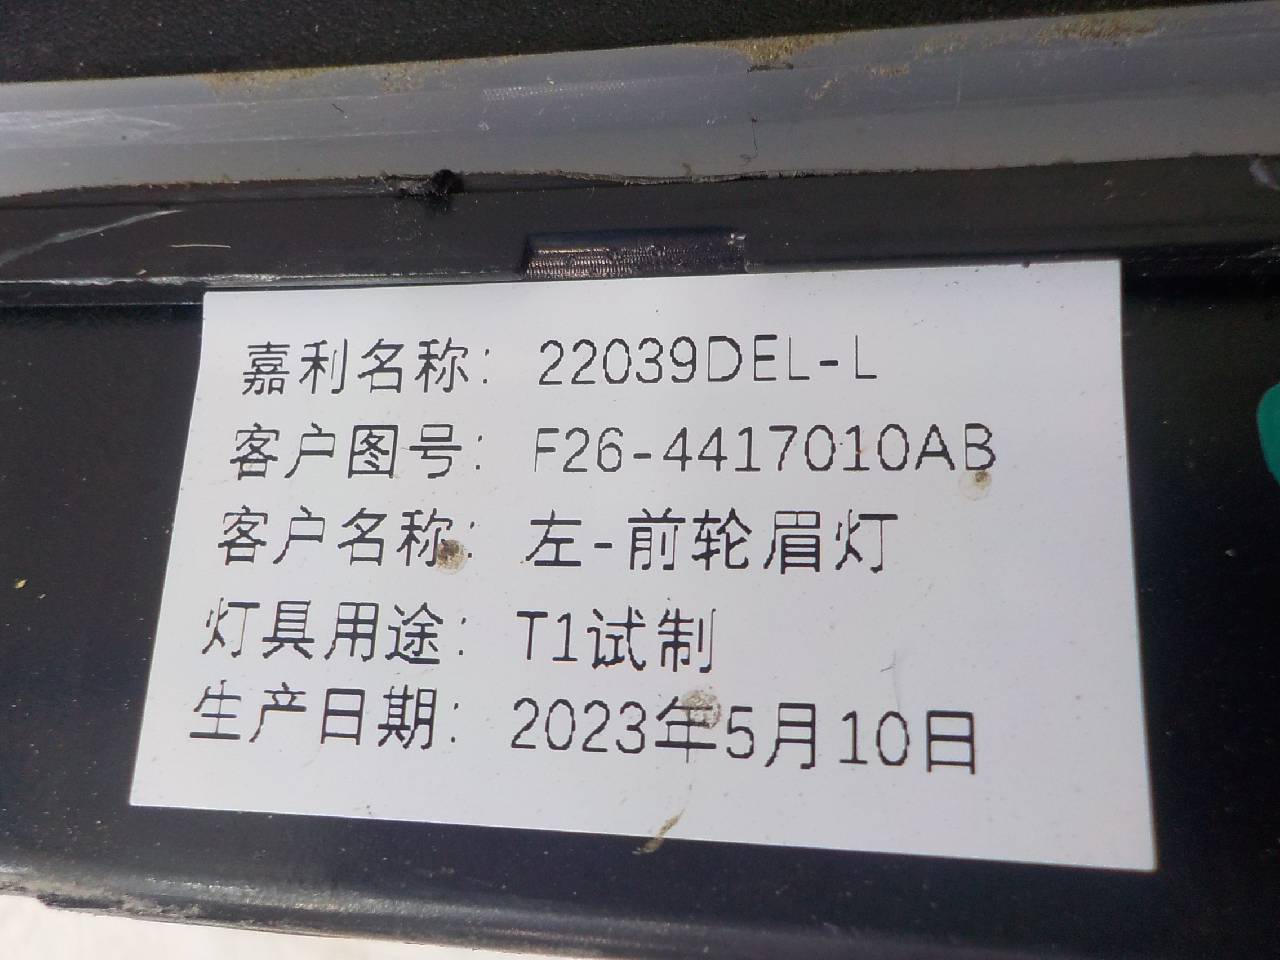 嘉利名称：22039DEL-L
客户图号：F26-4417010AB
客户名称：左-前轮眉灯
灯具用途：T1试制
生产日期：2023年5月10日